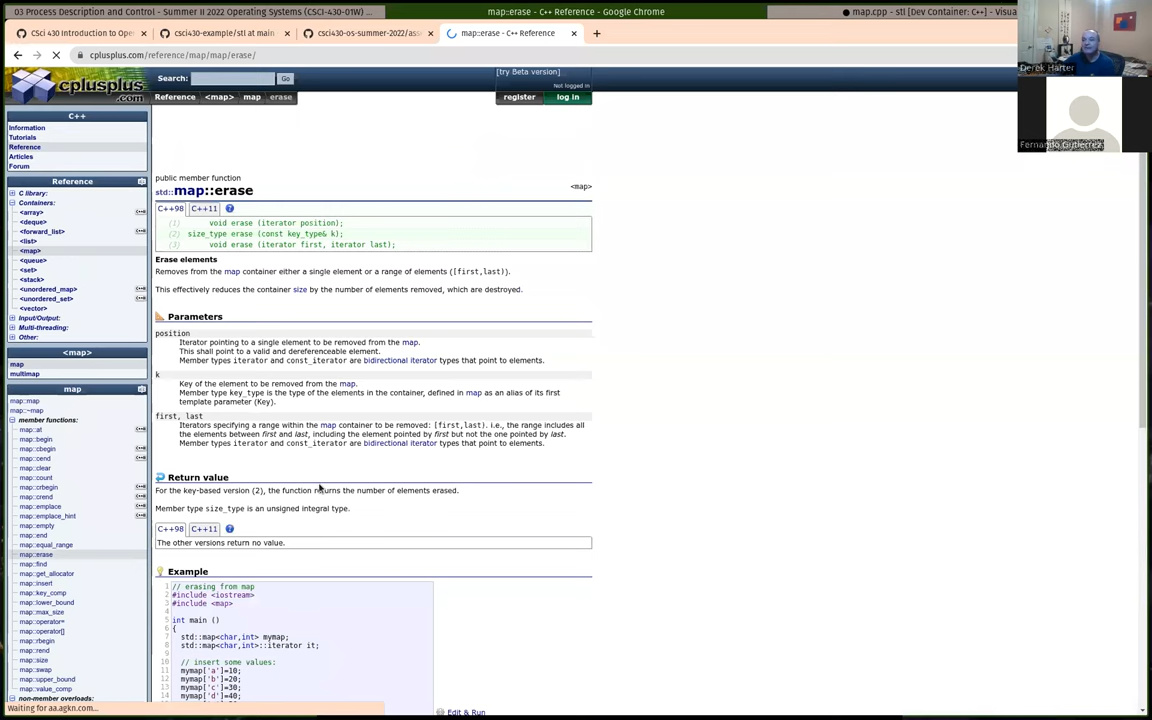 03 Process Description and Control - Summer II 2022 Operating Systems (CSCI-430-01W) ...
map::erase - C++ Reference - Google Chrome
● map.cpp - stl [Dev Container: C++] - Visua
CSci 430 Introduction to Ope
csci430-example/stl at main
csci430-os-summer-2022/asse
map::erase - C++ Reference
cplusplus.com/reference/map/map/erase/
Derek Harter
Fernando Gutierrez
cplusplus
.com
Search:
Go
[try Beta version]
Not logged in
Reference
<map>
map
erase
register
log in
C++
Information
Tutorials
Reference
Articles
Forum
Reference
C library:
Containers:
<array>
<deque>
<forward_list>
<list>
<map>
<queue>
<set>
<stack>
<unordered_map>
<unordered_set>
<vector>
Input/Output:
Multi-threading:
Other:
<map>
map
multimap
map
map::map
map::~map
member functions:
map::at
map::begin
map::cbegin
map::cend
map::clear
map::count
map::crbegin
map::crend
map::emplace
map::emplace_hint
map::empty
map::end
map::equal_range
map::erase
map::find
map::get_allocator
map::insert
map::key_comp
map::lower_bound
map::max_size
map::operator=
map::operator[]
map::rbegin
map::rend
map::size
map::swap
map::upper_bound
map::value_comp
non-member overloads:
public member function
<map>
std::map::erase
C++98 C++11
(1) void erase (iterator position);
(2) size_type erase (const key_type& k);
(3) void erase (iterator first, iterator last);
Erase elements
Removes from the map container either a single element or a range of elements ([first,last)).
This effectively reduces the container size by the number of elements removed, which are destroyed.
Parameters
position
Iterator pointing to a single element to be removed from the map.
This shall point to a valid and dereferenceable element.
Member types iterator and const_iterator are bidirectional iterator types that point to elements.
k
Key of the element to be removed from the map.
Member type key_type is the type of the elements in the container, defined in map as an alias of its first
template parameter (Key).
first, last
Iterators specifying a range within the map container to be removed: [first,last). i.e., the range includes all
the elements between first and last, including the element pointed by first but not the one pointed by last.
Member types iterator and const_iterator are bidirectional iterator types that point to elements.
Return value
For the key-based version (2), the function returns the number of elements erased.
Member type size_type is an unsigned integral type.
C++98 C++11
The other versions return no value.
Example
1 // erasing from map
2 #include <iostream>
3 #include <map>
4
5 int main ()
6 {
7 std::map<char,int> mymap;
8 std::map<char,int>::iterator it;
9
10 // insert some values:
11 mymap['a']=10;
12 mymap['b']=20;
13 mymap['c']=30;
14 mymap['d']=40;
Edit & Run
Waiting for aa.agkn.com...